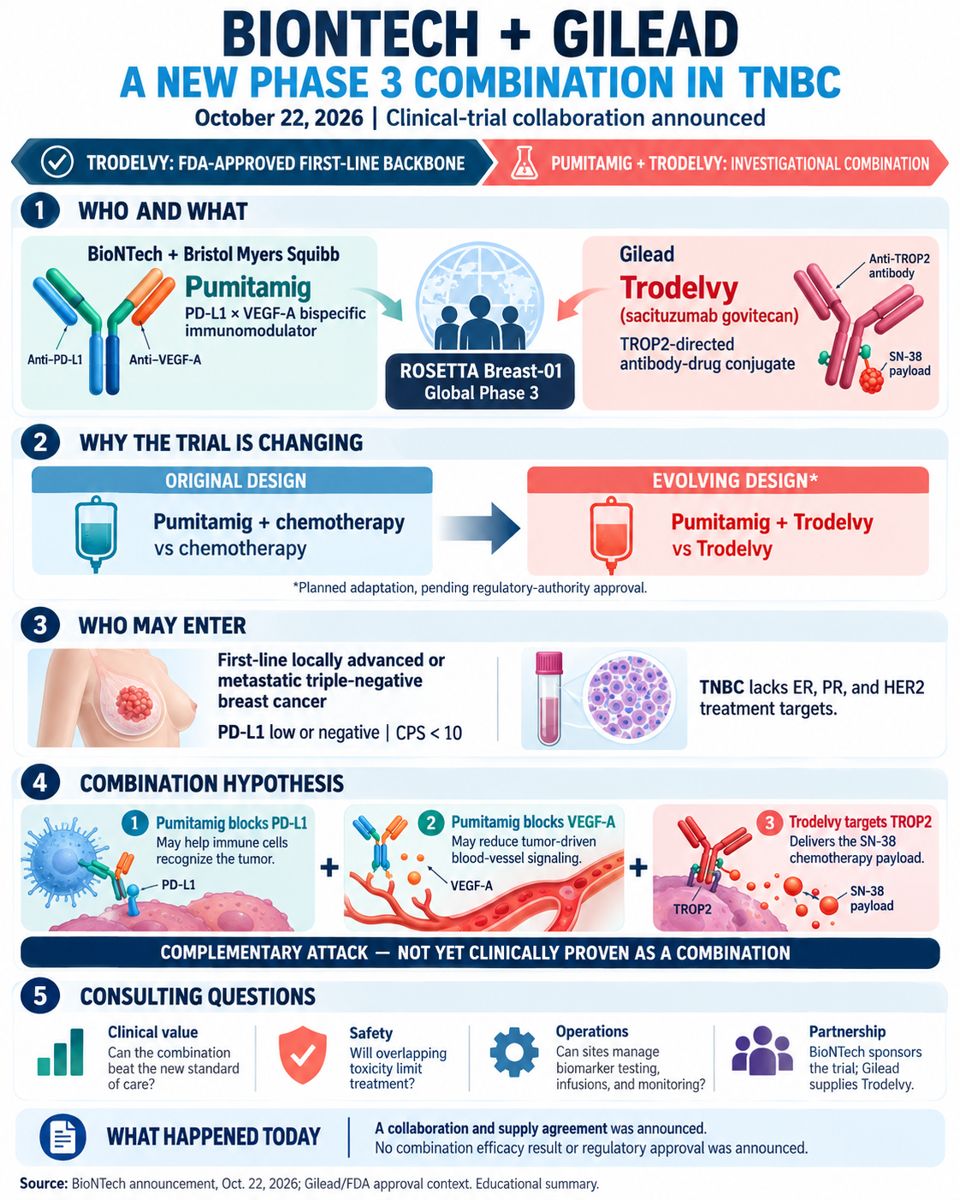 BIONTECH + GILEAD
A NEW PHASE 3 COMBINATION IN TNBC
October 22, 2026 | Clinical-trial collaboration announced
TRODELVY: FDA-APPROVED FIRST-LINE BACKBONE
PUMITAMIG + TRODELVY: INVESTIGATIONAL COMBINATION
1 WHO AND WHAT
BioNTech + Bristol Myers Squibb
Pumitamig
PD-L1 × VEGF-A bispecific
immunomodulator
Anti-PD-L1
Anti-VEGF-A
ROSETTA Breast-01
Global Phase 3
Gilead
Trodelvy
(sacituzumab govitecan)
TROP2-directed
antibody-drug conjugate
Anti-TROP2
antibody
SN-38
payload
2 WHY THE TRIAL IS CHANGING
ORIGINAL DESIGN
Pumitamig + chemotherapy
vs chemotherapy
EVOLVING DESIGN*
Pumitamig + Trodelvy
vs Trodelvy
*Planned adaptation, pending regulatory-authority approval.
3 WHO MAY ENTER
First-line locally advanced or
metastatic triple-negative
breast cancer
PD-L1 low or negative | CPS < 10
TNBC lacks ER, PR, and HER2
treatment targets.
4 COMBINATION HYPOTHESIS
1 Pumitamig blocks PD-L1
May help immune cells
recognize the tumor.
PD-L1
+
2 Pumitamig blocks VEGF-A
May reduce tumor-driven
blood-vessel signaling.
VEGF-A
+
3 Trodelvy targets TROP2
Delivers the SN-38
chemotherapy payload.
TROP2
SN-38
payload
COMPLEMENTARY ATTACK — NOT YET CLINICALLY PROVEN AS A COMBINATION
5 CONSULTING QUESTIONS
Clinical value
Can the combination
beat the new standard
of care?
Safety
Will overlapping
toxicity limit
treatment?
Operations
Can sites manage
biomarker testing,
infusions, and monitoring?
Partnership
BioNTech sponsors
the trial; Gilead
supplies Trodelvy.
WHAT HAPPENED TODAY
A collaboration and supply agreement was announced.
No combination efficacy result or regulatory approval was announced.
Source: BioNTech announcement, Oct. 22, 2026; Gilead/FDA approval context. Educational summary.